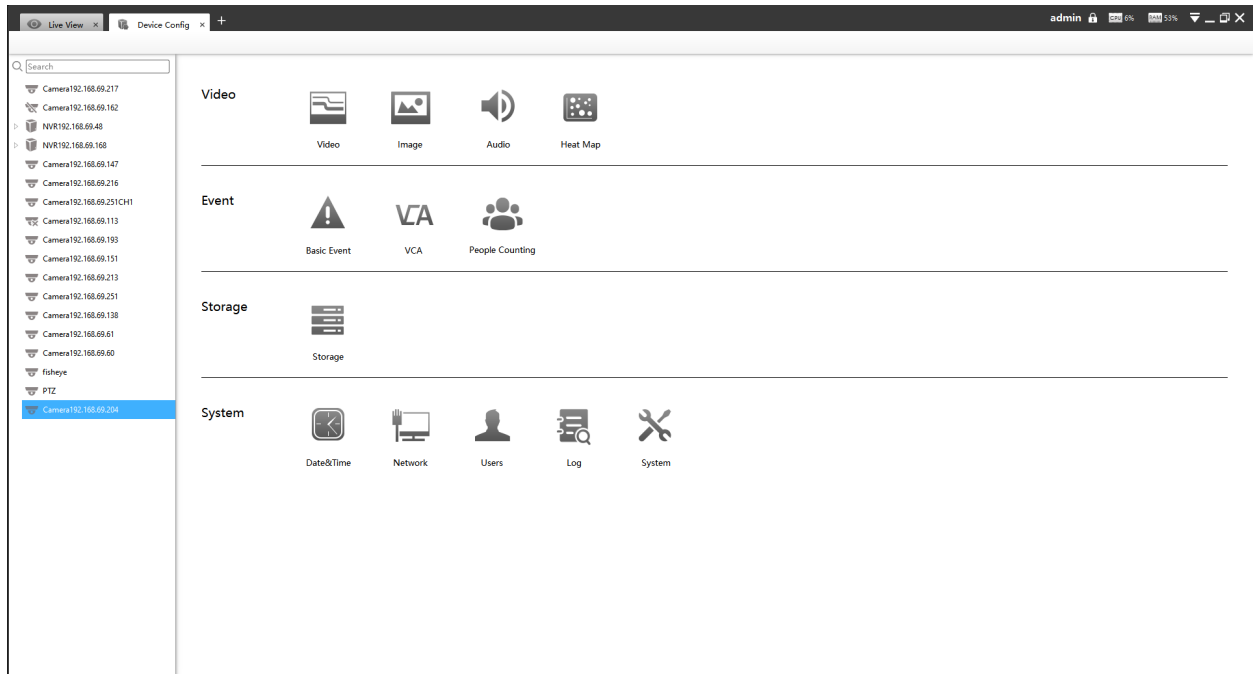 Live View × Device Config × + admin CPU 6% RAM 53%
Search
Camera192.168.69.217
Camera192.168.69.162
NVR192.168.69.48
NVR192.168.69.168
Camera192.168.69.147
Camera192.168.69.216
Camera192.168.69.251CH1
Camera192.168.69.113
Camera192.168.69.193
Camera192.168.69.151
Camera192.168.69.213
Camera192.168.69.251
Camera192.168.69.138
Camera192.168.69.61
Camera192.168.69.60
fisheye
PTZ
Camera192.168.69.204
Video
Video Image Audio Heat Map
Event
VCA
Basic Event VCA People Counting
Storage
Storage
System
Date&Time Network Users Log System